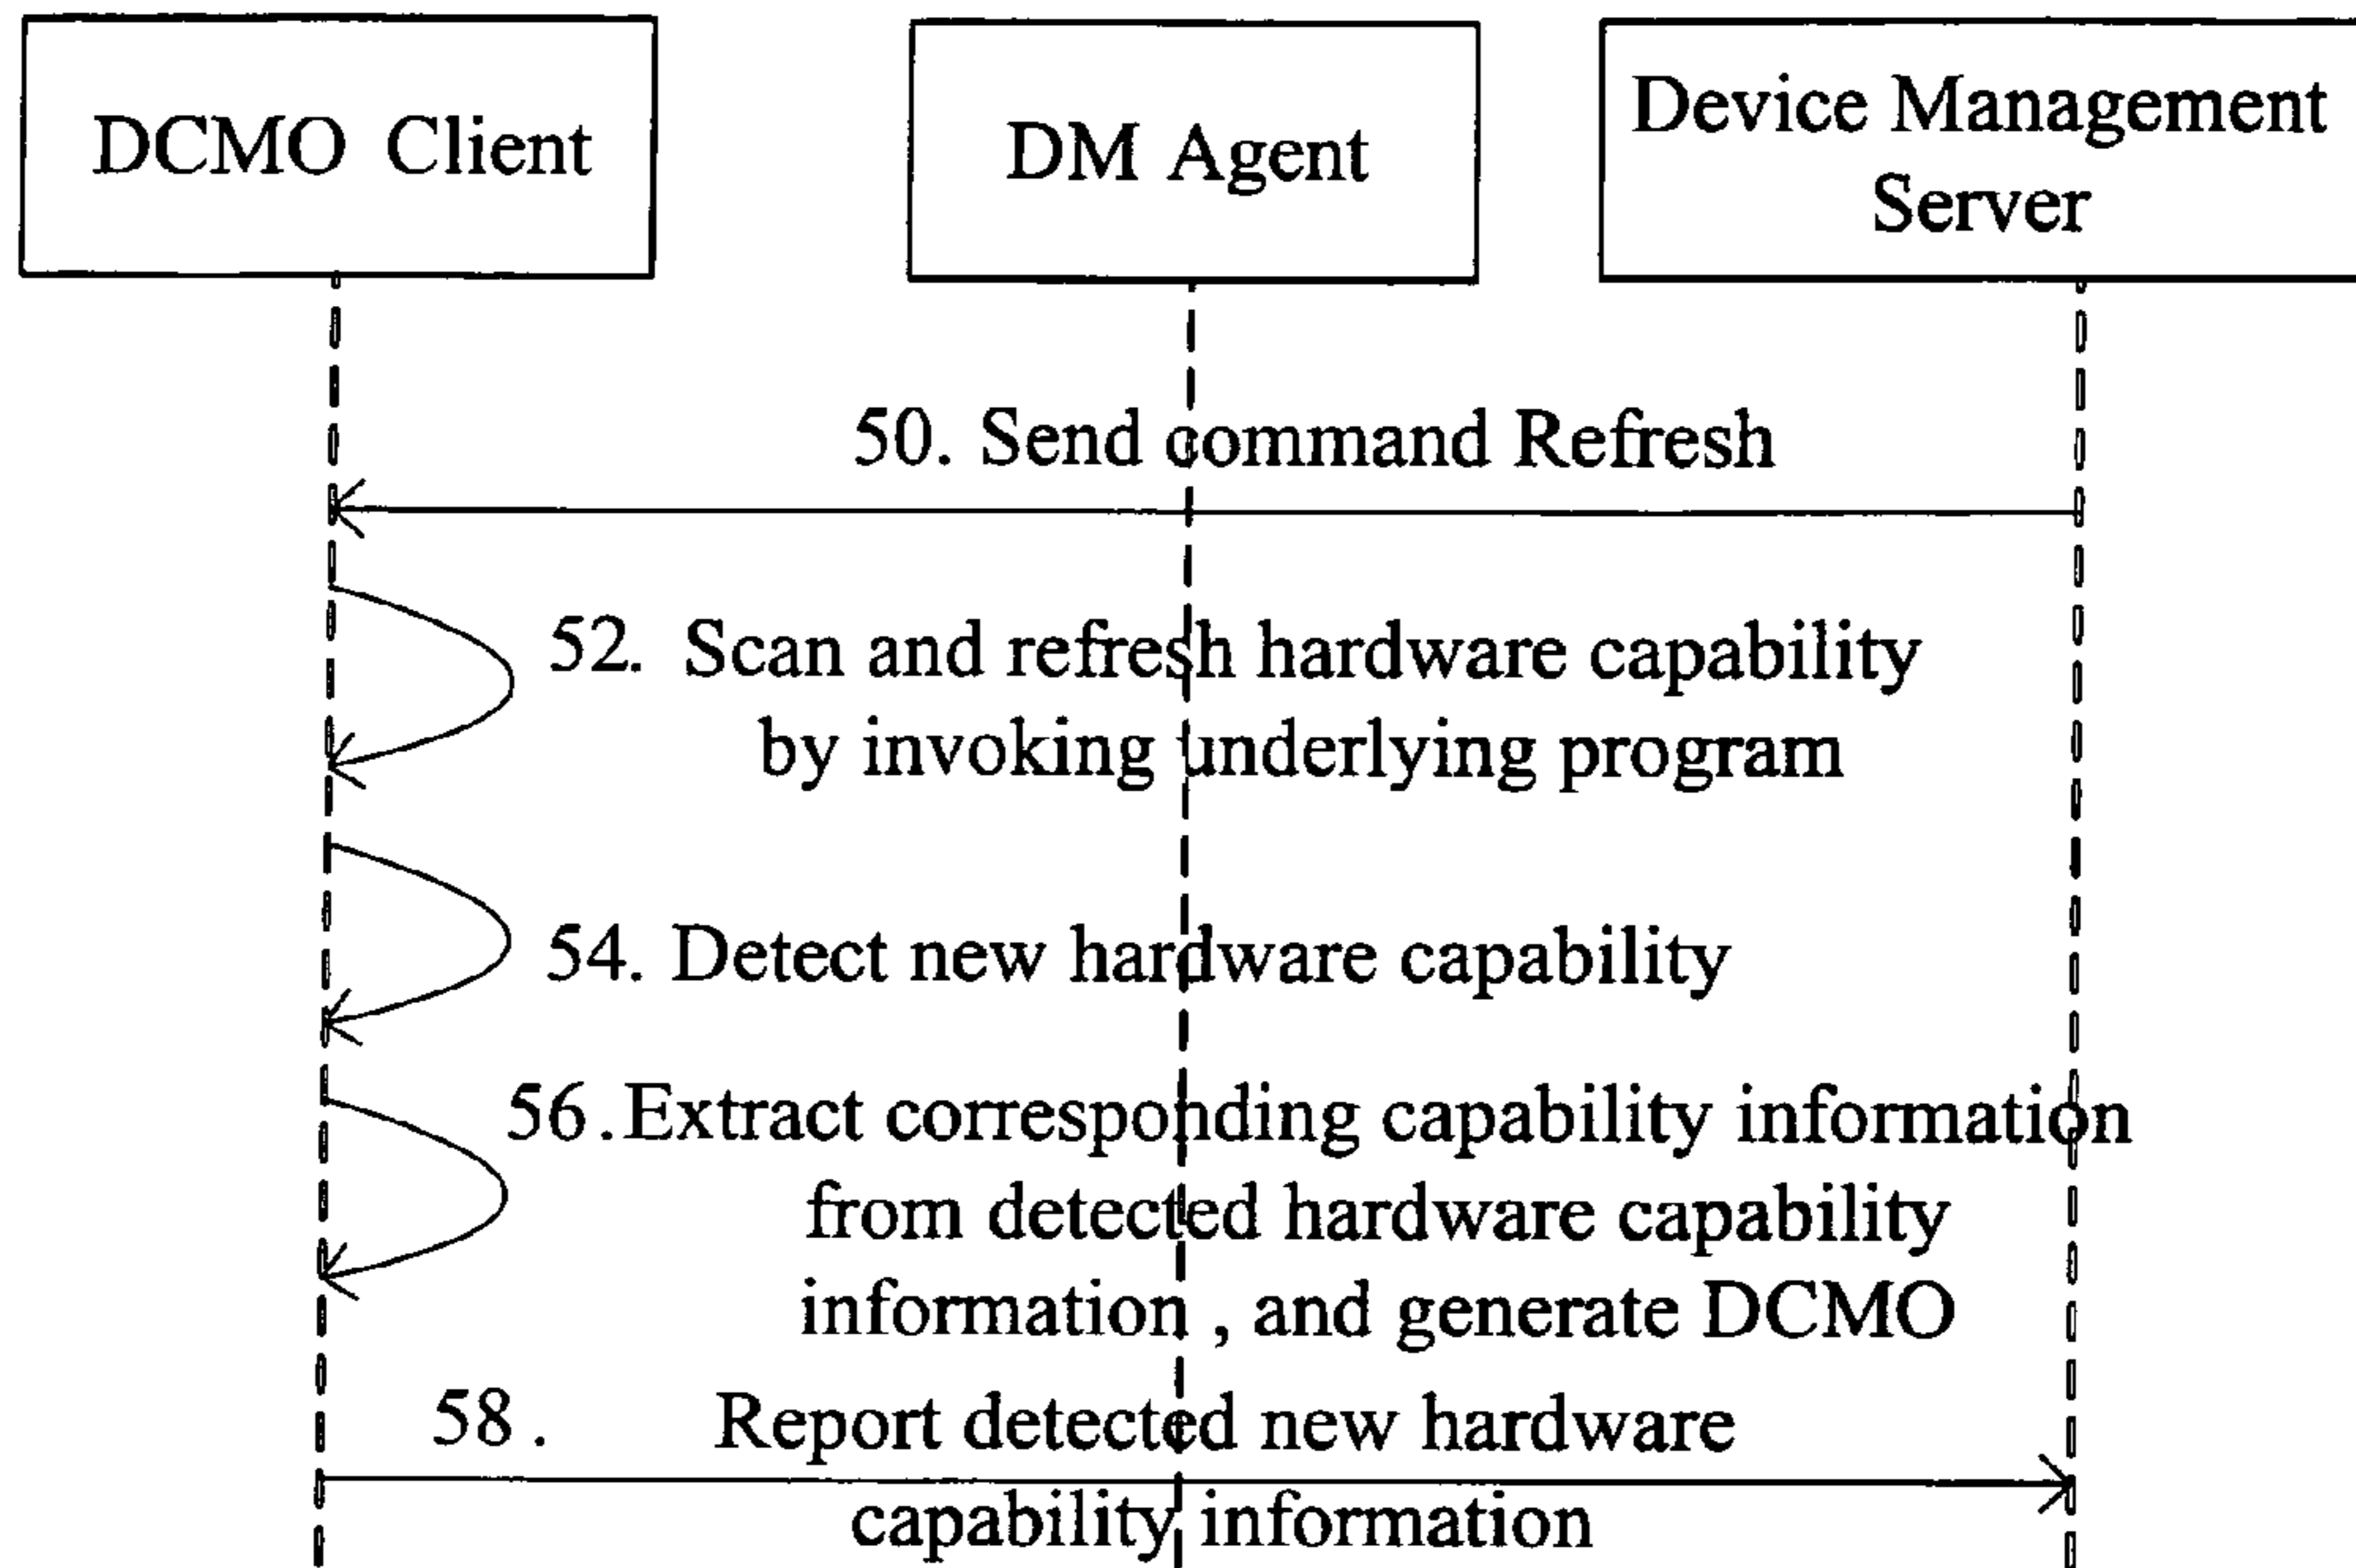 DCMO Client
DM Agent
Device Management
Server
50. Send command Refresh
52. Scan and refresh hardware capability
by invoking underlying program
54. Detect new hardware capability
56. Extract corresponding capability information
from detected hardware capability
information , and generate DCMO
58 . Report detected new hardware
capability information